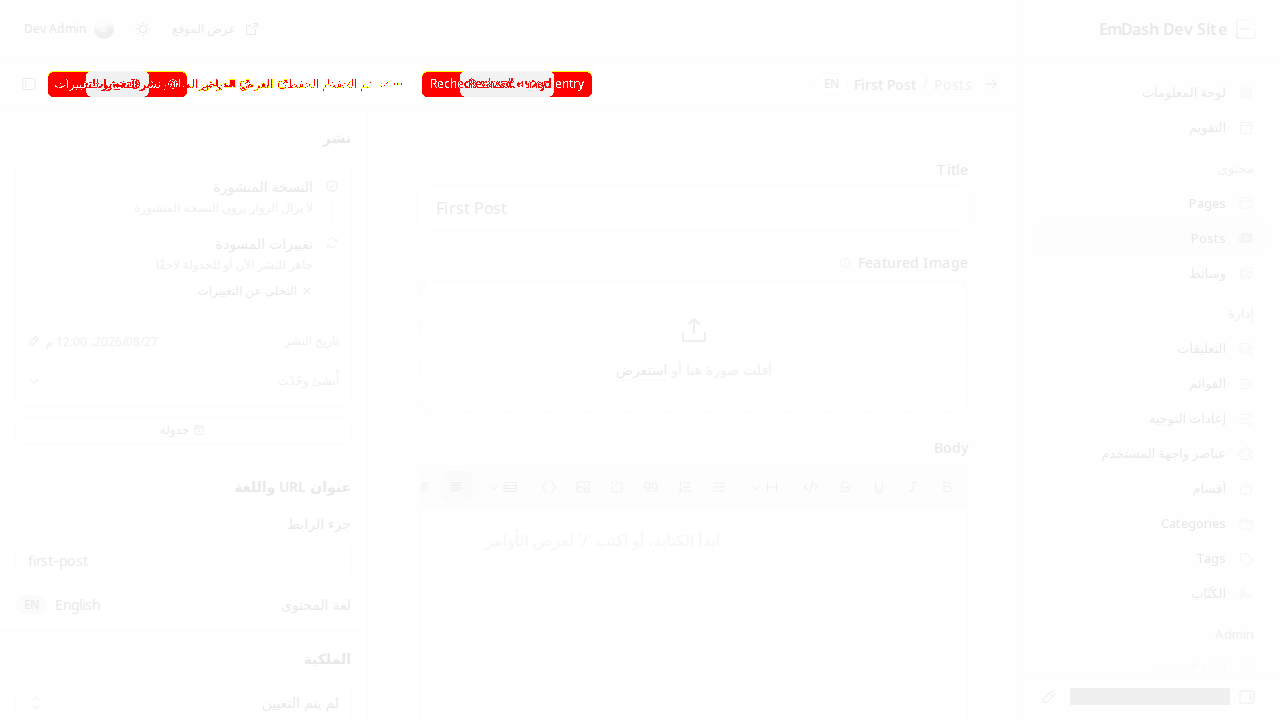 EmDash Dev Site
عرض الموقع
Dev Admin
Posts / First Post EN
لوحة المعلومات
التقويم
محتوى
Pages
Posts
وسائط
إدارة
التعليقات
القوائم
إعادات التوجيه
عناصر واجهة المستخدم
أقسام
Categories
Tags
الكُتّاب
Admin
Title
First Post
Featured Image
أفلت صورة هنا أو استعرض
Body
ابدأ الكتابة، أو اكتب '/' لعرض الأوامر
نشر
النسخة المنشورة
لا يزال الزوار يرون النسخة المنشورة
تغييرات المسودة
جاهز للنشر الآن أو للجدولة لاحقًا
التخلي عن التغييرات
تاريخ النشر
2026/08/27، 12:00 م
أُنشئ وحُدّث
جدولة
عنوان URL واللغة
جزء الرابط
first-post
لغة المحتوى
English EN
الملكية
لم يتم التعيين